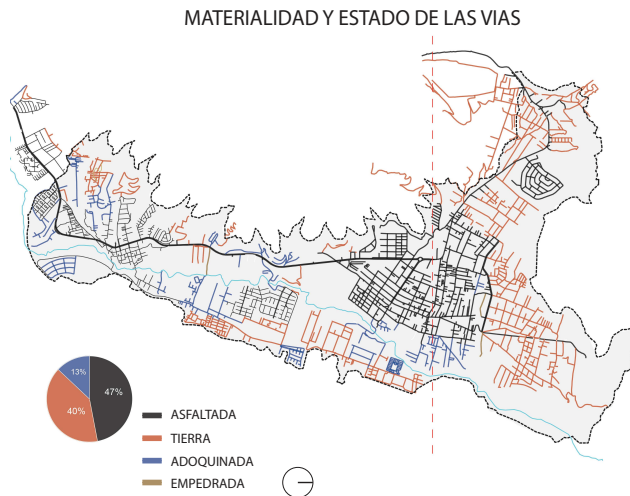 MATERIALIDAD Y ESTADO DE LAS VIAS
13%
47%
40%
ASFALTADA
TIERRA
ADOQUINADA
EMPEDRADA